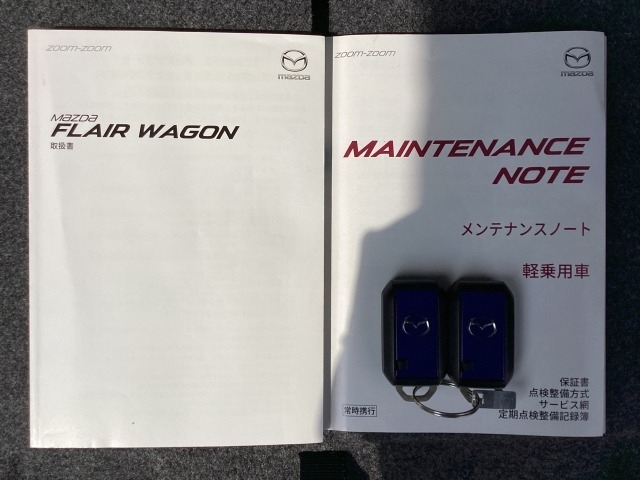 zoom-zoom
mazda
mazda
FLAIR WAGON
取扱書
zoom-zoom
mazda
MAINTENANCE
NOTE
メンテナンスノート
軽乗用車
保証書
点検整備方式
サービス網
定期点検整備記録簿
常時携行